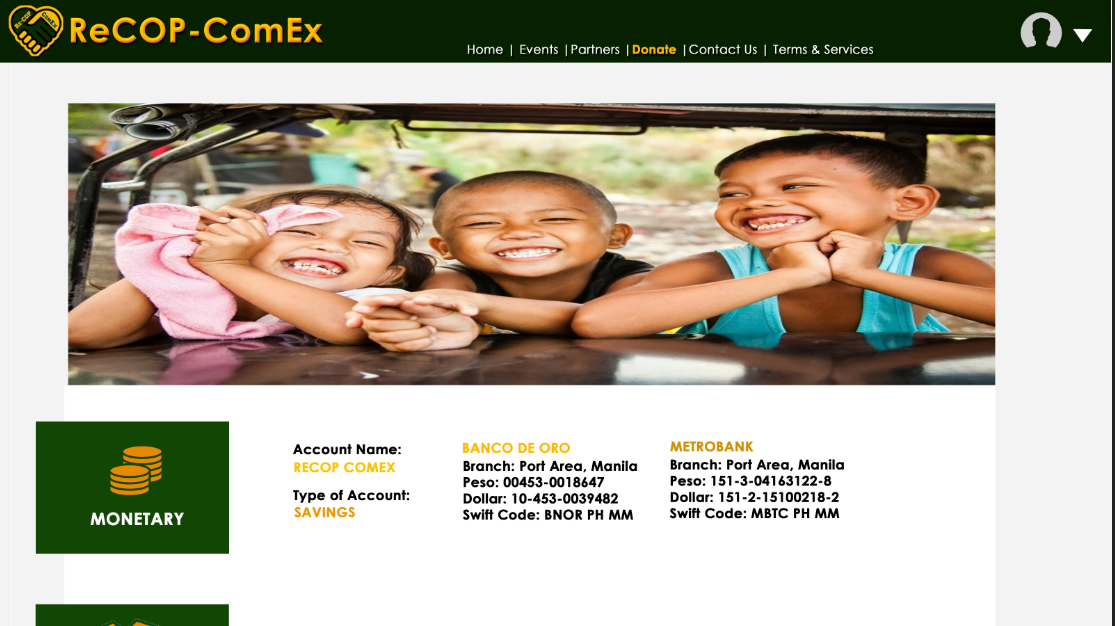 Re-COP ComEx
ReCOP-ComEx
Home | Events | Partners | Donate | Contact Us | Terms & Services
Account Name:
RECOP COMEX
Type of Account:
SAVINGS
BANCO DE ORO
Branch: Port Area, Manila
Peso: 00453-0018647
Dollar: 10-453-0039482
Swift Code: BNOR PH MM
METROBANK
Branch: Port Area, Manila
Peso: 151-3-04163122-8
Dollar: 151-2-15100218-2
Swift Code: MBTC PH MM
MONETARY